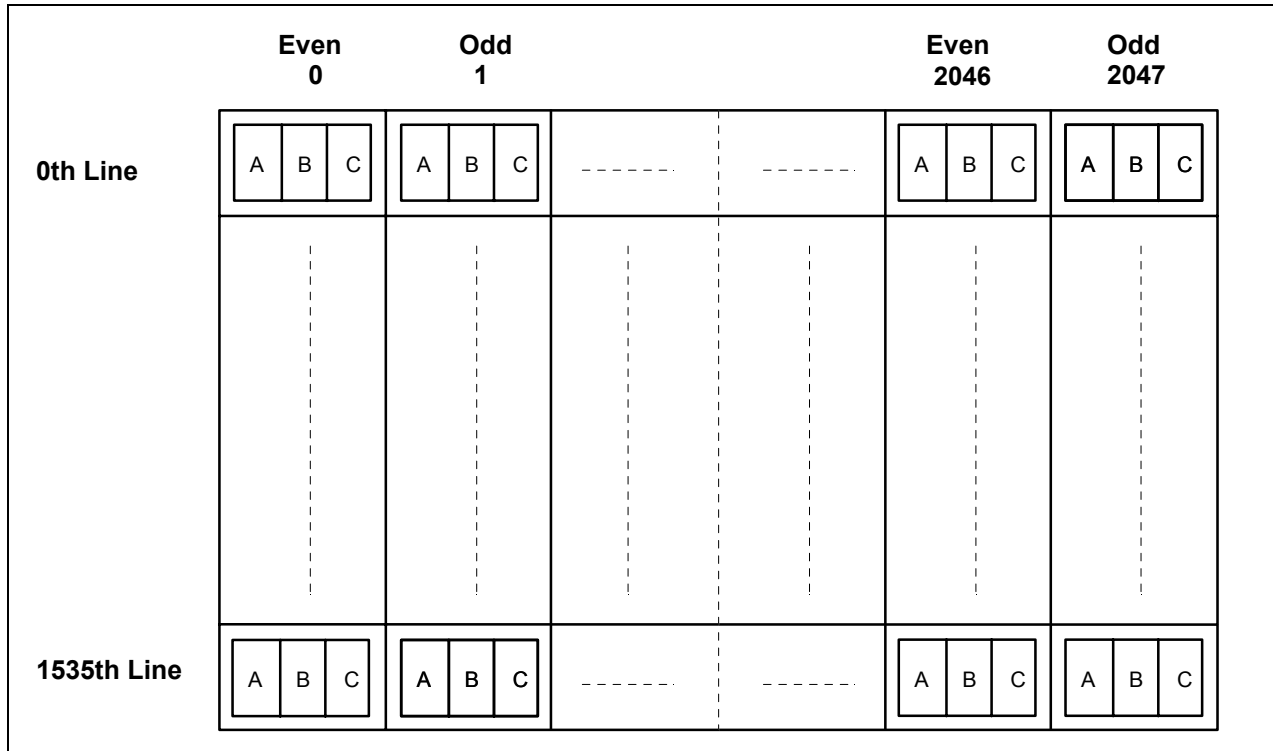 Even Odd Even Odd
0 1 2046 2047
0th Line A B C A B C A B C A B C
1535th Line A B C A B C A B C A B C